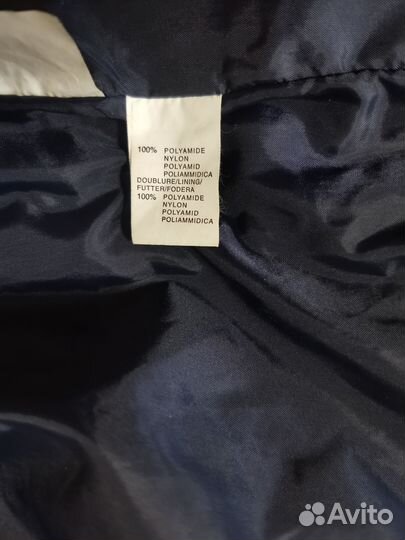 100% POLYAMIDE
NYLON
POLYAMID
POLIAMMIDICA
DOUBLURE/LINING/
FUTTER/FODERA
100% POLYAMIDE
NYLON
POLYAMID
POLIAMMIDICA
Avito